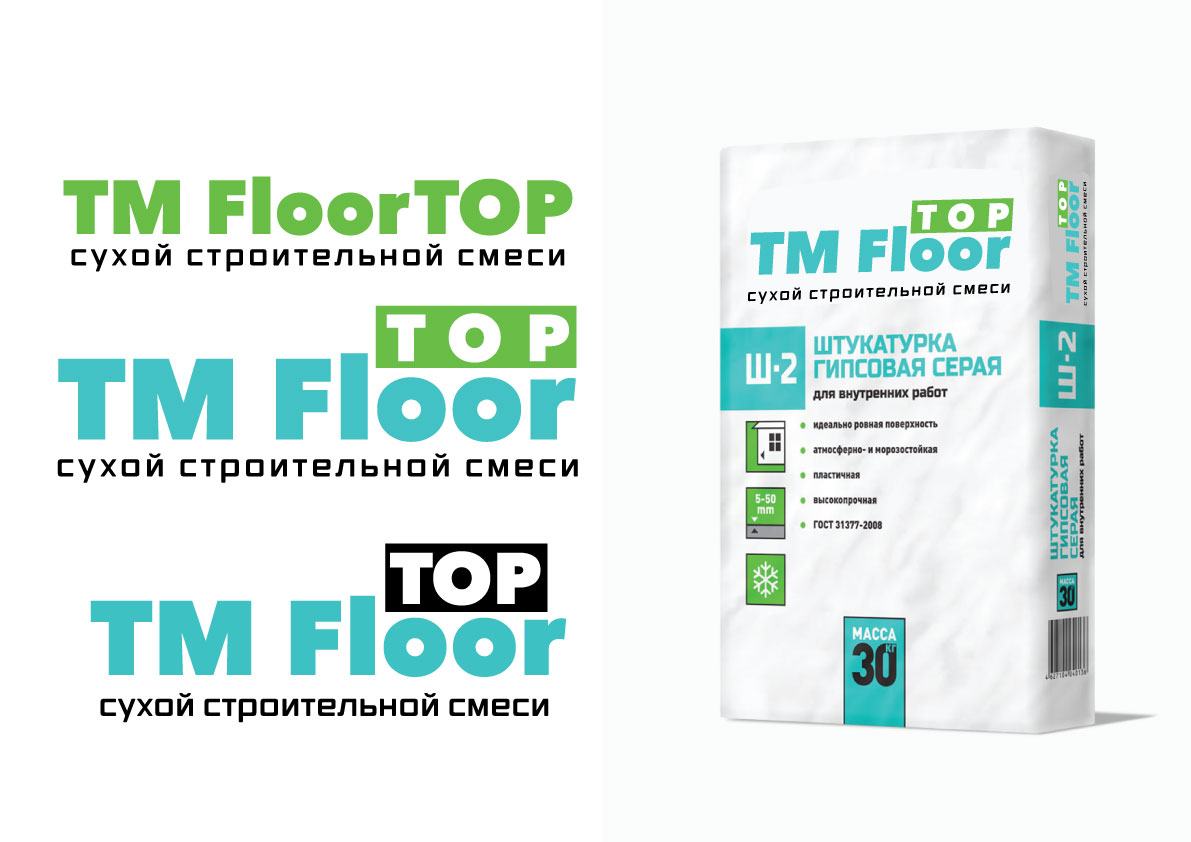 TM FloorTOP
сухой строительной смеси
TOP
TM Floor
сухой строительной смеси
TOP
TM Floor
сухой строительной смеси
TOP
TM Floor
сухой строительной смеси
Ш-2
ШТУКАТУРКА
ГИПСОВАЯ СЕРАЯ
для внутренних работ
идеально ровная поверхность
атмосферно- и морозостойкая
пластичная
5-50
mm
высокопрочная
ГОСТ 31377-2008
МАССА
30 КГ
TOP
TM Floor
сухой строительной смеси
Ш-2
ШТУКАТУРКА
ГИПСОВАЯ
СЕРАЯ
для внутренних работ
МАССА
30
4627104040136